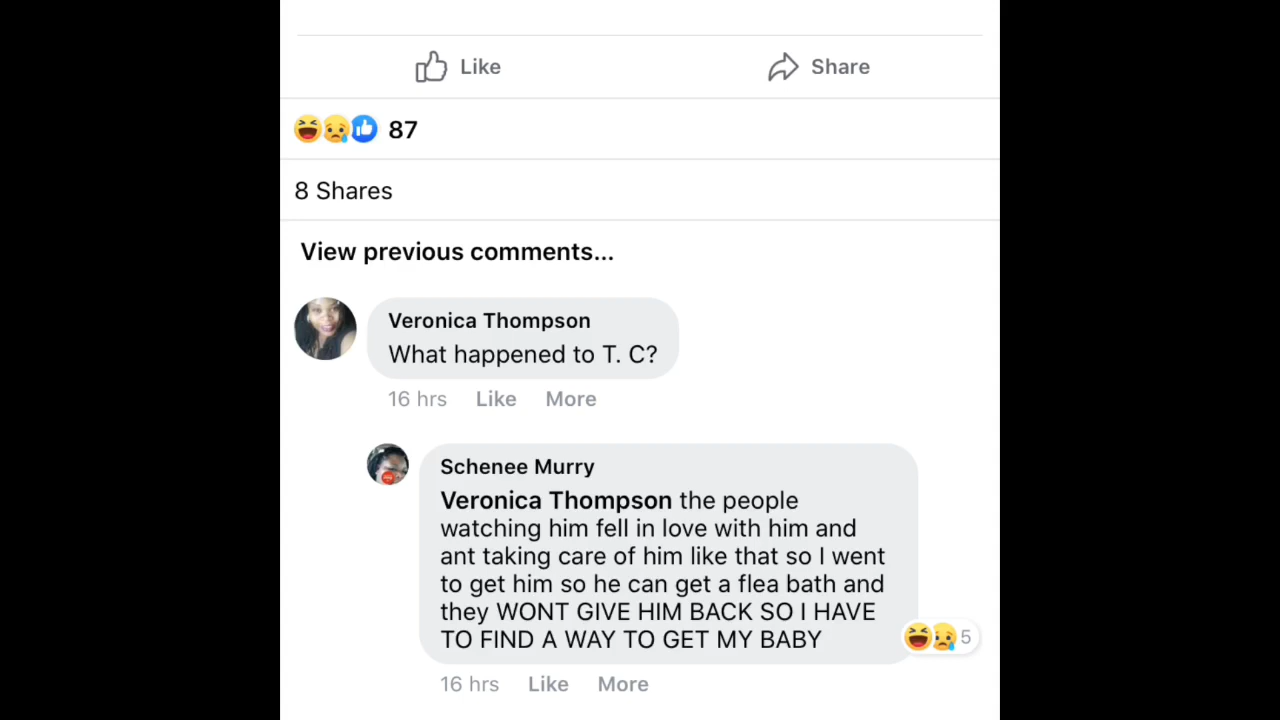 Like
Share
87
8 Shares
View previous comments...
Veronica Thompson
What happened to T. C?
16 hrs Like More
Schenee Murry
Veronica Thompson the people
watching him fell in love with him and
ant taking care of him like that so I went
to get him so he can get a flea bath and
they WONT GIVE HIM BACK SO I HAVE
TO FIND A WAY TO GET MY BABY
5
16 hrs Like More